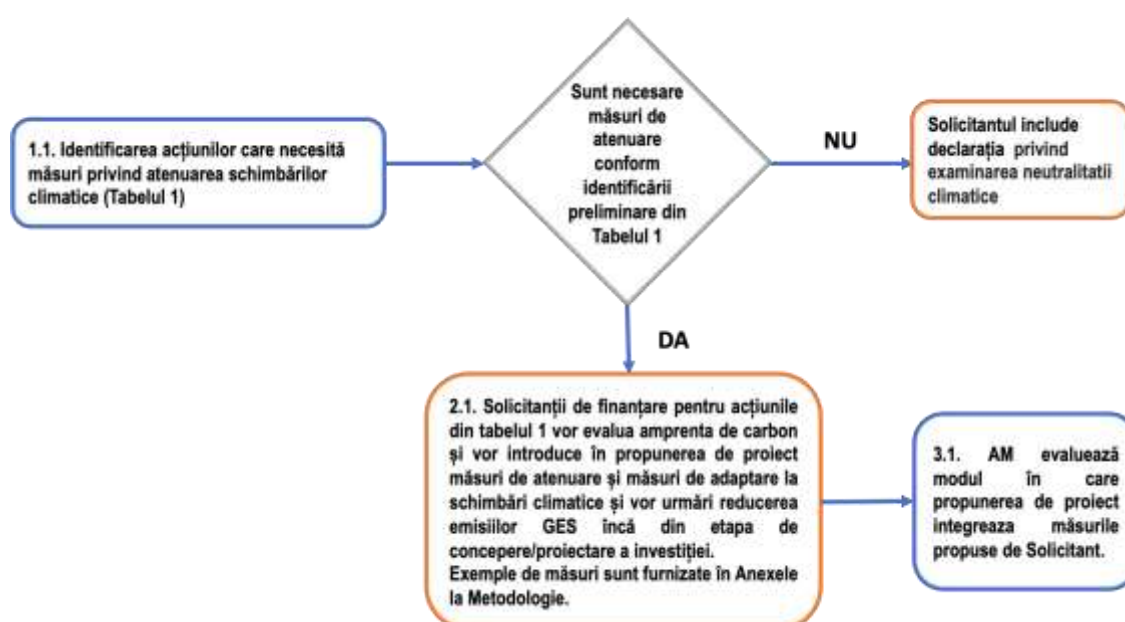 1.1. Identificarea acțiunilor care necesită
măsuri privind atenuarea schimbărilor
climatice (Tabelul 1)
Sunt necesare
măsuri de
atenuare
conform
identificării
preliminare din
Tabelul 1
NU
Solicitantul include
declarația privind
examinarea neutralitatii
climatice
DA
2.1. Solicitanții de finanțare pentru acțiunile
din tabelul 1 vor evalua amprenta de carbon
și vor introduce în propunerea de proiect
măsuri de atenuare și măsuri de adaptare la
schimbări climatice și vor urmări reducerea
emisiilor GES încă din etapa de
concepere/proiectare a investiției.
Exemple de măsuri sunt furnizate în Anexele
la Metodologie.
3.1. AM evaluează
modul în care
propunerea de proiect
integreaza măsurile
propuse de Solicitant.